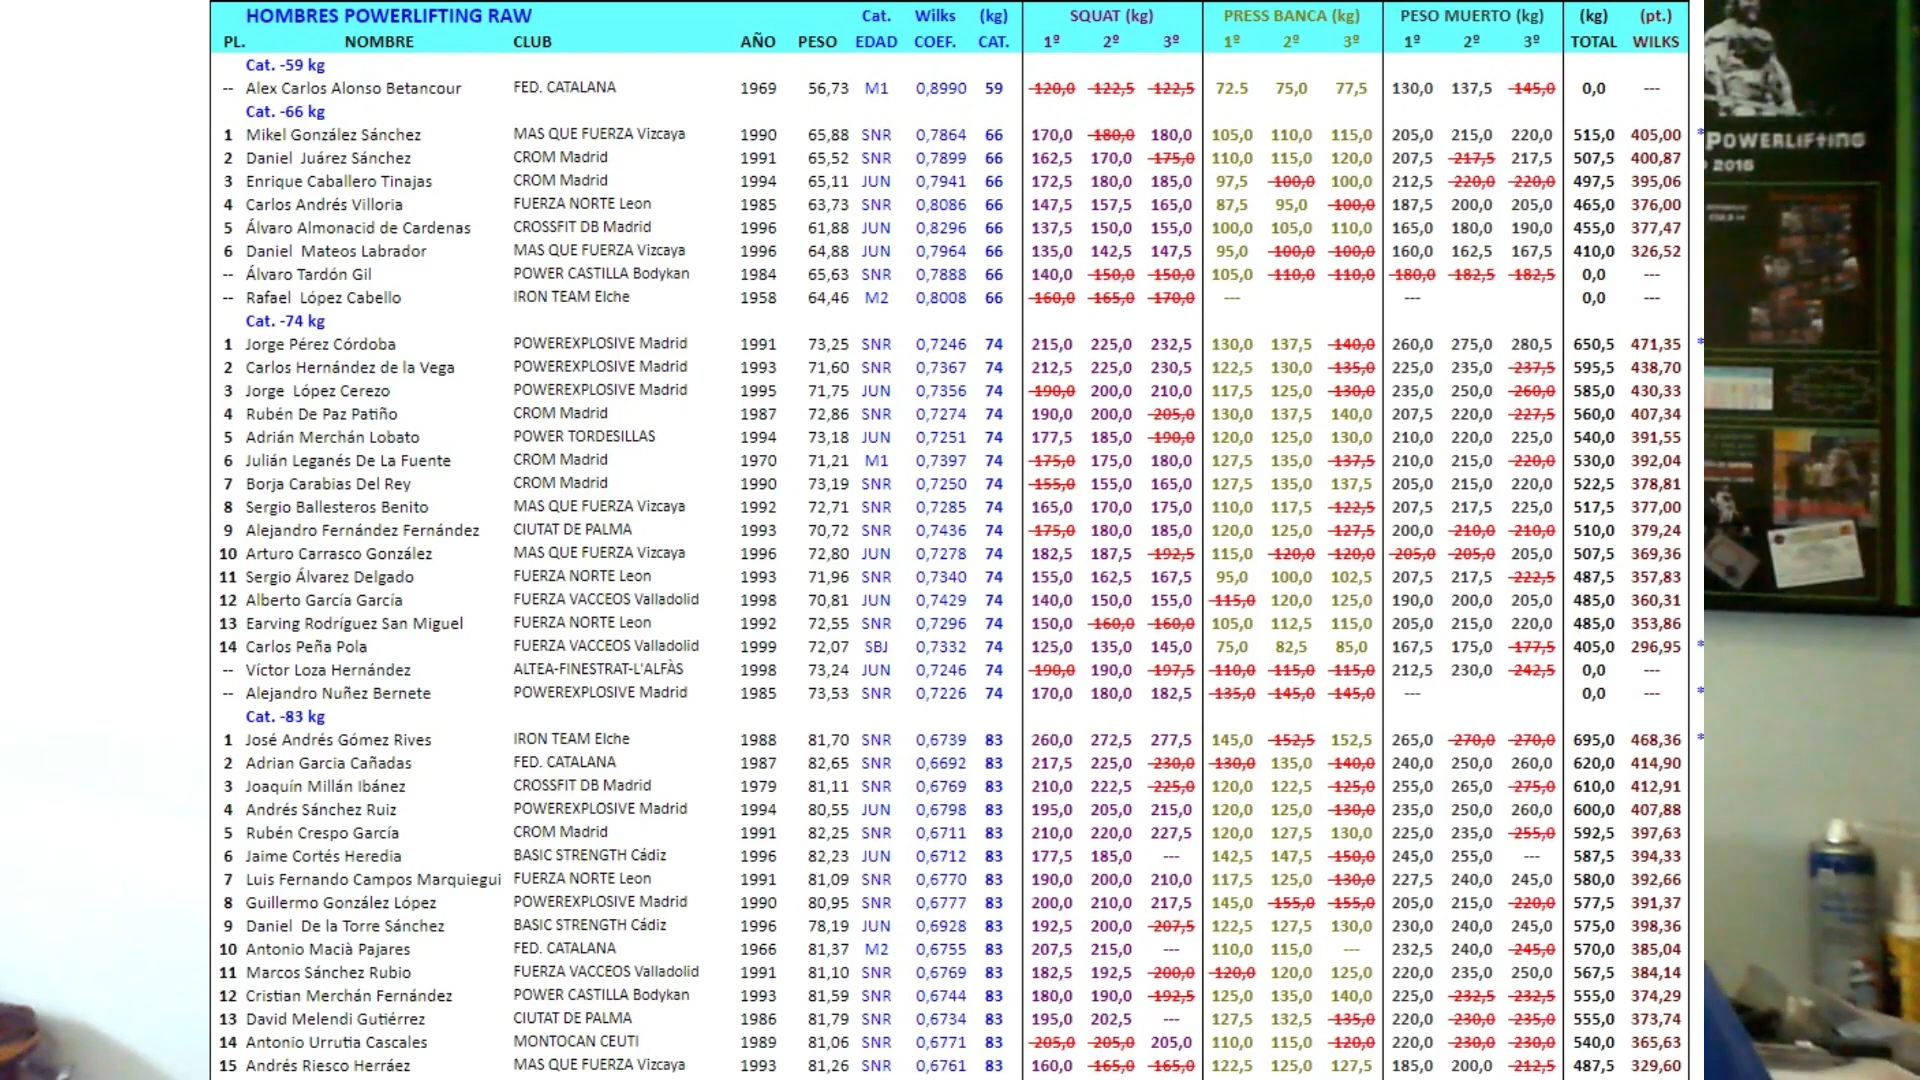 HOMBRES POWERLIFTING RAW Cat. Wilks (kg) SQUAT (kg) PRESS BANCA (kg) PESO MUERTO (kg) (kg) (pt.)
PL. NOMBRE CLUB AÑO PESO EDAD COEF. CAT. 1º 2º 3º 1º 2º 3º 1º 2º 3º TOTAL WILKS
Cat. -59 kg
-- Alex Carlos Alonso Betancour FED. CATALANA 1969 56,73 M1 0,8990 59 120,0 122,5 122,5 72.5 75,0 77,5 130,0 137,5 145,0 0,0 ---
Cat. -66 kg
1 Mikel González Sánchez MAS QUE FUERZA Vizcaya 1990 65,88 SNR 0,7864 66 170,0 180,0 180,0 105,0 110,0 115,0 205,0 215,0 220,0 515,0 405,00 *
2 Daniel Juárez Sánchez CROM Madrid 1991 65,52 SNR 0,7899 66 162,5 170,0 175,0 110,0 115,0 120,0 207,5 217,5 217,5 507,5 400,87
3 Enrique Caballero Tinajas CROM Madrid 1994 65,11 JUN 0,7941 66 172,5 180,0 185,0 97,5 100,0 100,0 212,5 220,0 220,0 497,5 395,06
4 Carlos Andrés Villoria FUERZA NORTE Leon 1985 63,73 SNR 0,8086 66 147,5 157,5 165,0 87,5 95,0 100,0 187,5 200,0 205,0 465,0 376,00
5 Álvaro Almonacid de Cardenas CROSSFIT DB Madrid 1996 61,88 JUN 0,8296 66 137,5 150,0 155,0 100,0 105,0 110,0 165,0 180,0 190,0 455,0 377,47
6 Daniel Mateos Labrador MAS QUE FUERZA Vizcaya 1996 64,88 JUN 0,7964 66 135,0 142,5 147,5 95,0 100,0 100,0 160,0 162,5 167,5 410,0 326,52
-- Álvaro Tardón Gil POWER CASTILLA Bodykan 1984 65,63 SNR 0,7888 66 140,0 150,0 150,0 105,0 110,0 110,0 180,0 182,5 182,5 0,0 ---
-- Rafael López Cabello IRON TEAM Elche 1958 64,46 M2 0,8008 66 160,0 165,0 170,0 --- --- 0,0 ---
Cat. -74 kg
1 Jorge Pérez Córdoba POWEREXPLOSIVE Madrid 1991 73,25 SNR 0,7246 74 215,0 225,0 232,5 130,0 137,5 140,0 260,0 275,0 280,5 650,5 471,35 *
2 Carlos Hernández de la Vega POWEREXPLOSIVE Madrid 1993 71,60 SNR 0,7367 74 212,5 225,0 230,5 122,5 130,0 135,0 225,0 235,0 237,5 595,5 438,70
3 Jorge López Cerezo POWEREXPLOSIVE Madrid 1995 71,75 JUN 0,7356 74 190,0 200,0 210,0 117,5 125,0 130,0 235,0 250,0 260,0 585,0 430,33
4 Rubén De Paz Patiño CROM Madrid 1987 72,86 SNR 0,7274 74 190,0 200,0 205,0 130,0 137,5 140,0 207,5 220,0 227,5 560,0 407,34
5 Adrián Merchán Lobato POWER TORDESILLAS 1994 73,18 JUN 0,7251 74 177,5 185,0 190,0 120,0 125,0 130,0 210,0 220,0 225,0 540,0 391,55
6 Julián Leganés De La Fuente CROM Madrid 1970 71,21 M1 0,7397 74 175,0 175,0 180,0 127,5 135,0 137,5 210,0 215,0 220,0 530,0 392,04
7 Borja Carabias Del Rey CROM Madrid 1990 73,19 SNR 0,7250 74 155,0 155,0 165,0 127,5 135,0 137,5 205,0 215,0 220,0 522,5 378,81
8 Sergio Ballesteros Benito MAS QUE FUERZA Vizcaya 1992 72,71 SNR 0,7285 74 165,0 170,0 175,0 110,0 117,5 122,5 207,5 217,5 225,0 517,5 377,00
9 Alejandro Fernández Fernández CIUTAT DE PALMA 1993 70,72 SNR 0,7436 74 175,0 180,0 185,0 120,0 125,0 127,5 200,0 210,0 210,0 510,0 379,24
10 Arturo Carrasco González MAS QUE FUERZA Vizcaya 1996 72,80 JUN 0,7278 74 182,5 187,5 192,5 115,0 120,0 120,0 205,0 205,0 205,0 507,5 369,36
11 Sergio Álvarez Delgado FUERZA NORTE Leon 1993 71,96 SNR 0,7340 74 155,0 162,5 167,5 95,0 100,0 102,5 207,5 217,5 222,5 487,5 357,83
12 Alberto García García FUERZA VACCEOS Valladolid 1998 70,81 JUN 0,7429 74 140,0 150,0 155,0 115,0 120,0 125,0 190,0 200,0 205,0 485,0 360,31
13 Earving Rodríguez San Miguel FUERZA NORTE Leon 1992 72,55 SNR 0,7296 74 150,0 160,0 160,0 105,0 112,5 115,0 205,0 215,0 220,0 485,0 353,86
14 Carlos Peña Pola FUERZA VACCEOS Valladolid 1999 72,07 SBJ 0,7332 74 125,0 135,0 145,0 75,0 82,5 85,0 167,5 175,0 177,5 405,0 296,95 *
-- Víctor Loza Hernández ALTEA-FINESTRAT-L'ALFÀS 1998 73,24 JUN 0,7246 74 190,0 190,0 197,5 110,0 115,0 115,0 212,5 230,0 242,5 0,0 ---
-- Alejandro Nuñez Bernete POWEREXPLOSIVE Madrid 1985 73,53 SNR 0,7226 74 170,0 180,0 182,5 135,0 145,0 145,0 --- 0,0 --- *
Cat. -83 kg
1 José Andrés Gómez Rives IRON TEAM Elche 1988 81,70 SNR 0,6739 83 260,0 272,5 277,5 145,0 152,5 152,5 265,0 270,0 270,0 695,0 468,36 *
2 Adrian Garcia Cañadas FED. CATALANA 1987 82,65 SNR 0,6692 83 217,5 225,0 230,0 130,0 135,0 140,0 240,0 250,0 260,0 620,0 414,90
3 Joaquín Millán Ibánez CROSSFIT DB Madrid 1979 81,11 SNR 0,6769 83 210,0 222,5 225,0 120,0 122,5 125,0 255,0 265,0 275,0 610,0 412,91
4 Andrés Sánchez Ruiz POWEREXPLOSIVE Madrid 1994 80,55 JUN 0,6798 83 195,0 205,0 215,0 120,0 125,0 130,0 235,0 250,0 260,0 600,0 407,88
5 Rubén Crespo García CROM Madrid 1991 82,25 SNR 0,6711 83 210,0 220,0 227,5 120,0 127,5 130,0 225,0 235,0 255,0 592,5 397,63
6 Jaime Cortés Heredia BASIC STRENGTH Cádiz 1996 82,23 JUN 0,6712 83 177,5 185,0 --- 142,5 147,5 150,0 245,0 255,0 --- 587,5 394,33
7 Luis Fernando Campos Marquiegui FUERZA NORTE Leon 1991 81,09 SNR 0,6770 83 190,0 200,0 210,0 117,5 125,0 130,0 227,5 240,0 245,0 580,0 392,66
8 Guillermo González López POWEREXPLOSIVE Madrid 1990 80,95 SNR 0,6777 83 200,0 210,0 217,5 145,0 155,0 155,0 205,0 215,0 220,0 577,5 391,37
9 Daniel De la Torre Sánchez BASIC STRENGTH Cádiz 1996 78,19 JUN 0,6928 83 192,5 200,0 207,5 122,5 127,5 130,0 230,0 240,0 245,0 575,0 398,36
10 Antonio Macià Pajares FED. CATALANA 1966 81,37 M2 0,6755 83 207,5 215,0 --- 110,0 115,0 --- 232,5 240,0 245,0 570,0 385,04
11 Marcos Sánchez Rubio FUERZA VACCEOS Valladolid 1991 81,10 SNR 0,6769 83 182,5 192,5 200,0 120,0 120,0 125,0 220,0 235,0 250,0 567,5 384,14
12 Cristian Merchán Fernández POWER CASTILLA Bodykan 1993 81,59 SNR 0,6744 83 180,0 190,0 192,5 125,0 135,0 140,0 225,0 232,5 232,5 555,0 374,29
13 David Melendi Gutiérrez CIUTAT DE PALMA 1986 81,79 SNR 0,6734 83 195,0 202,5 --- 127,5 132,5 135,0 220,0 230,0 235,0 555,0 373,74
14 Antonio Urrutia Cascales MONTOCAN CEUTI 1989 81,06 SNR 0,6771 83 205,0 205,0 205,0 110,0 115,0 120,0 220,0 230,0 230,0 540,0 365,63
15 Andrés Riesco Herráez MAS QUE FUERZA Vizcaya 1993 81,26 SNR 0,6761 83 160,0 165,0 165,0 122,5 125,0 127,5 185,0 200,0 212,5 487,5 329,60
POWERLIFTING
2016